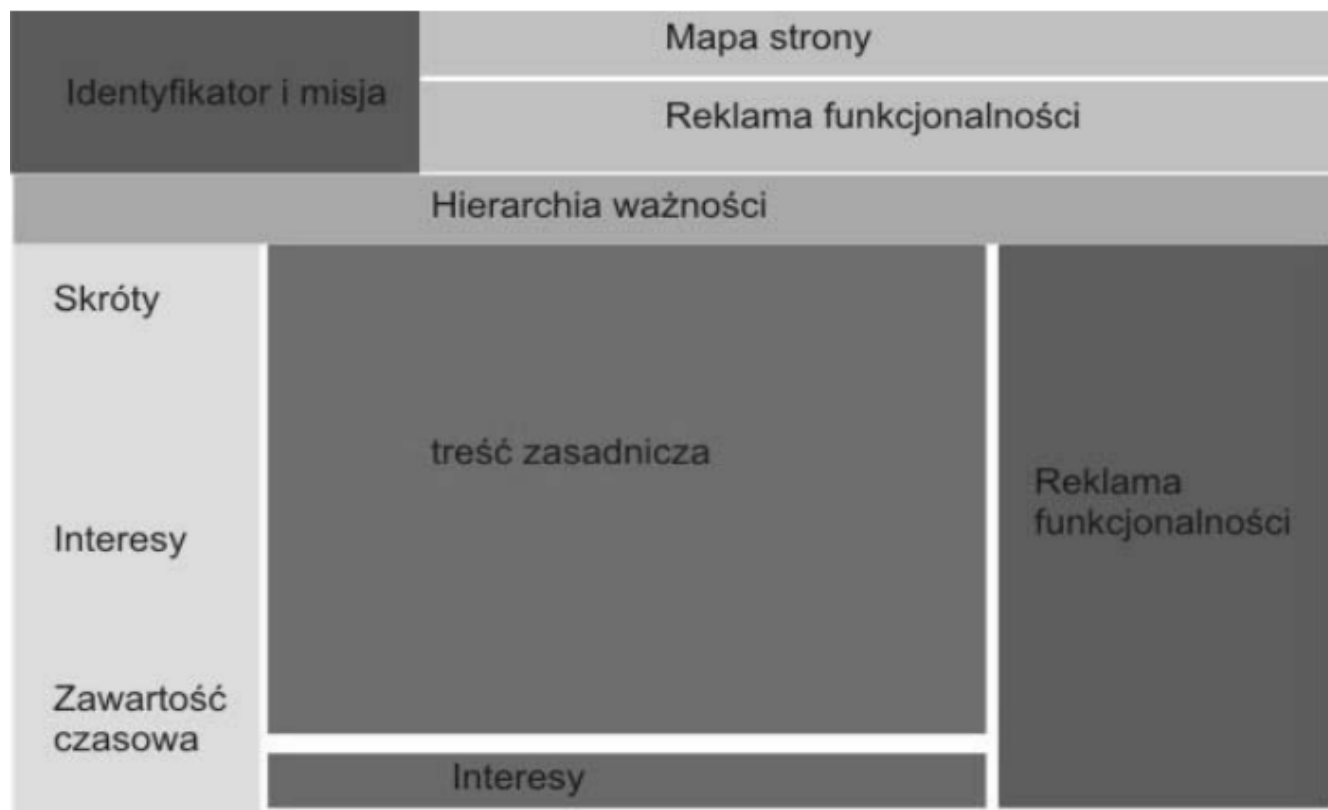 Identyfikator i misja
Mapa strony
Reklama funkcjonalności
Hierarchia ważności
Skróty
Interesy
Zawartość
czasowa
treść zasadnicza
Interesy
Reklama
funkcjonalności